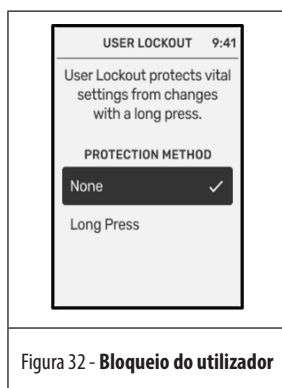 USER LOCKOUT 9:41
User Lockout protects vital
settings from changes
with a long press.
PROTECTION METHOD
None ✓
Long Press
Figura 32 - Bloqueio do utilizador